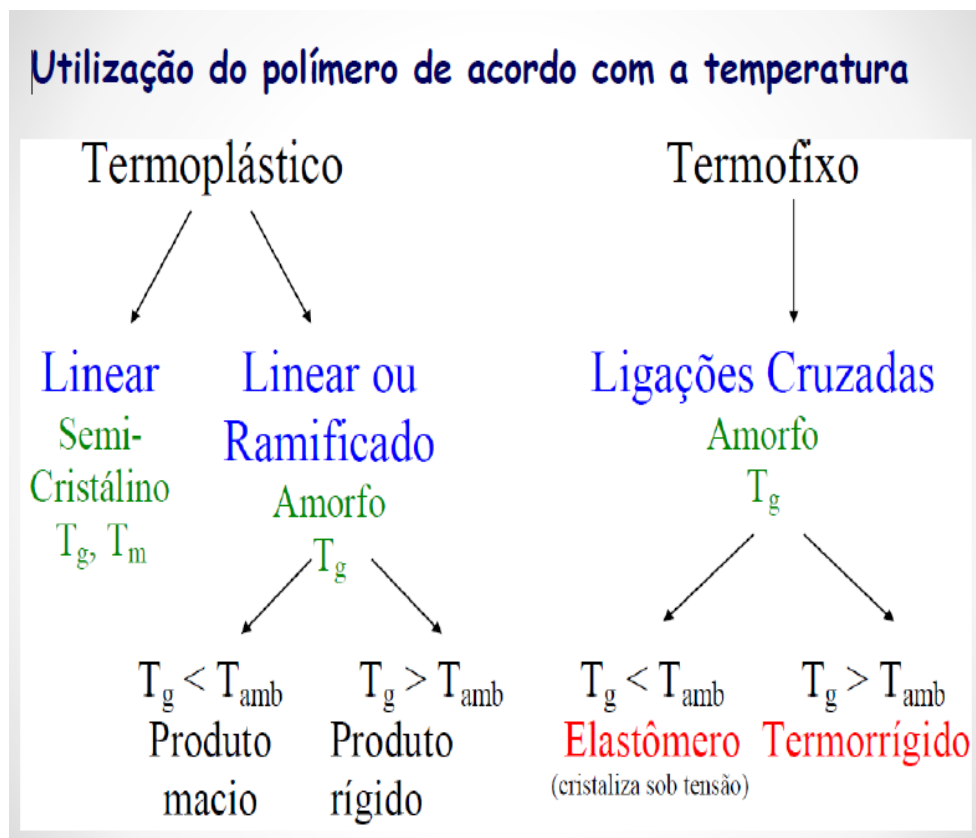 Utilização do polímero de acordo com a temperatura
Termoplástico
Linear
Semi-
Cristálino
Tg, Tm
Linear ou
Ramificado
Amorfo
Tg
Tg < Tamb
Produto
macio
Tg > Tamb
Produto
rígido
Termofixo
Ligações Cruzadas
Amorfo
Tg
Tg < Tamb
Elastômero
(cristaliza sob tensão)
Tg > Tamb
Termorrígido